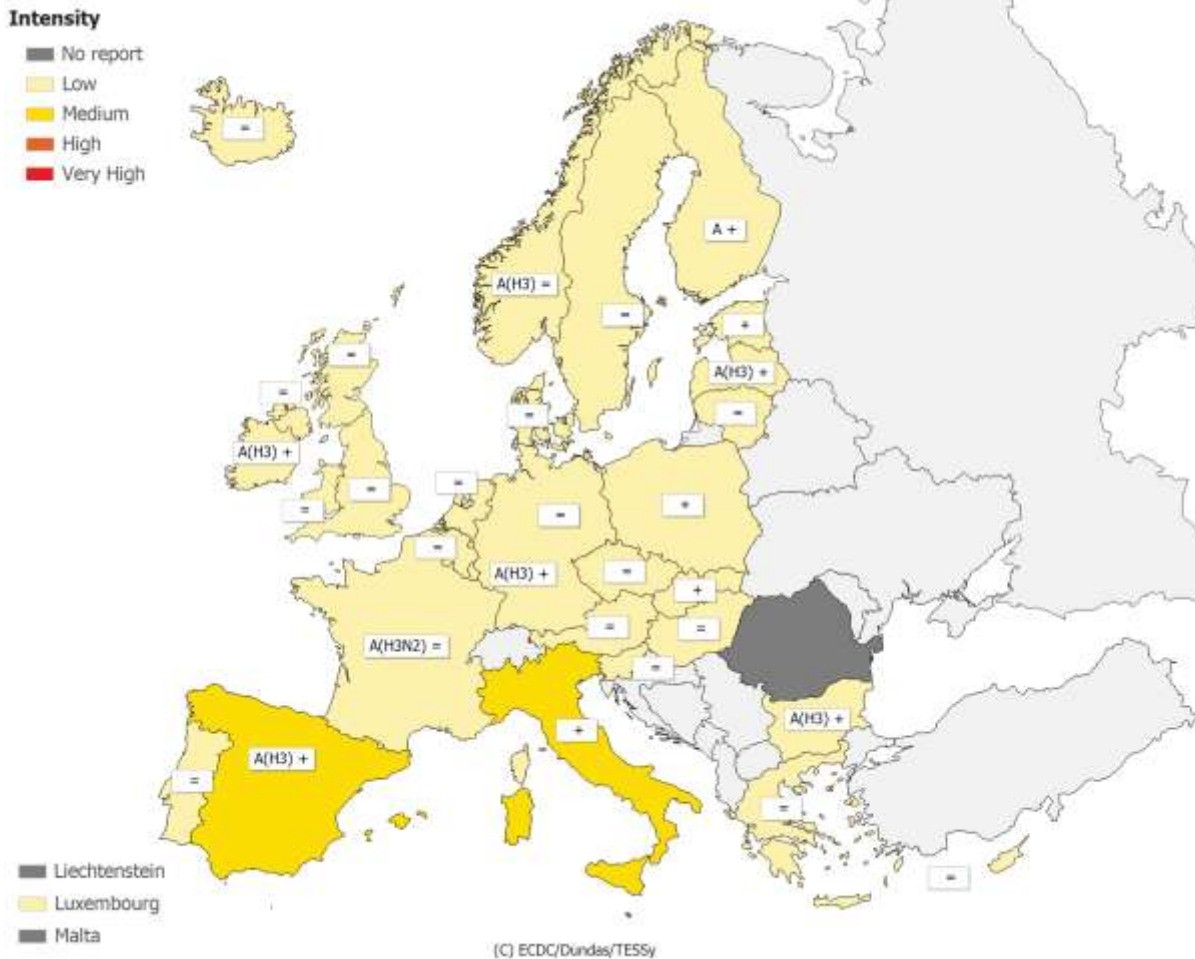 Intensity
No report
Low
Medium
High
Very High
=
A +
A(H3) =
=
+
=
A(H3) +
=
=
=
A(H3) +
=
=
=
=
+
=
A(H3) +
=
+
=
=
A(H3N2) =
=
A(H3) +
+
A(H3) +
=
=
=
Liechtenstein
Luxembourg
Malta
(C) ECDC/Dundas/TESSy